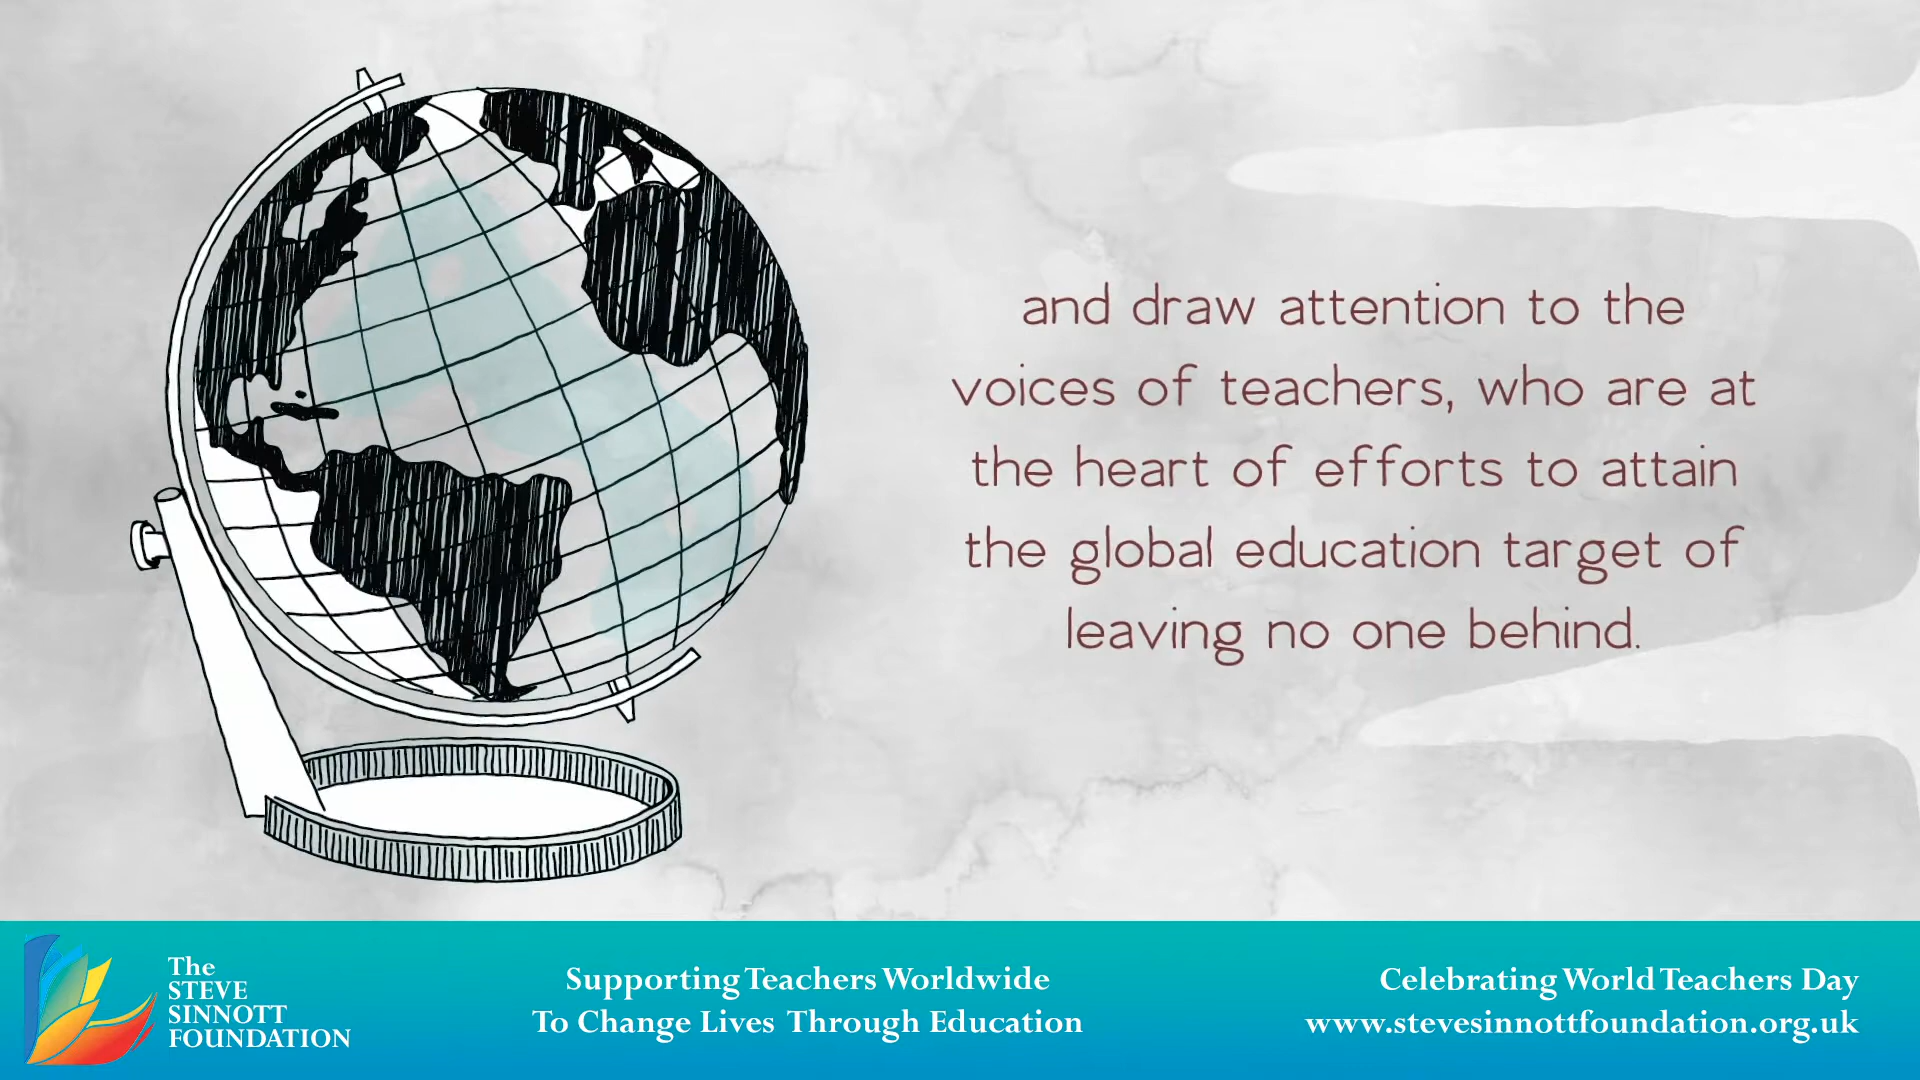 and draw attention to the
voices of teachers, who are at
the heart of efforts to attain
the global education target of
leaving no one behind.
The
STEVE
SINNOTT
FOUNDATION
Supporting Teachers Worldwide
To Change Lives Through Education
Celebrating World Teachers Day
www.stevesinnottfoundation.org.uk